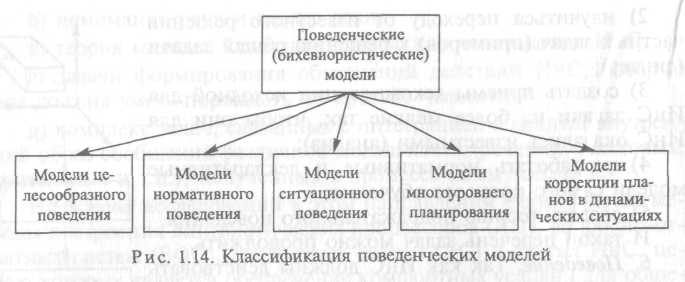 Поведенческие
(бихевиористические)
модели
Модели це-
лесообразного
поведения
Модели
нормативного
поведения
Модели
ситуационного
поведения
Модели
многоуровнего
планирования
Модели
коррекции пла-
нов в динами-
ческих ситуациях
Рис. 1.14. Классификация поведенческих моделей